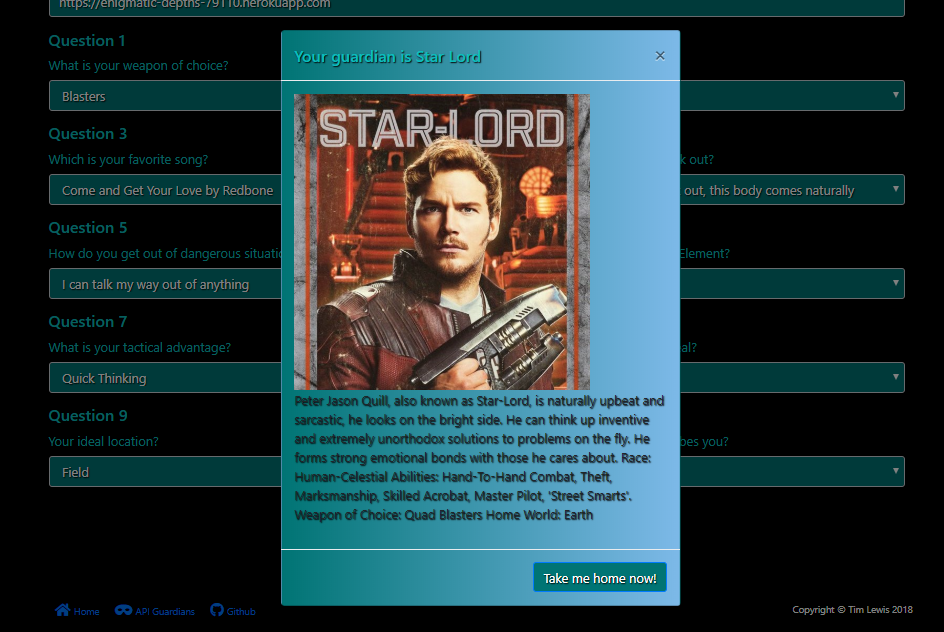 https://enigmatic-depths-79110.herokuapp.com
Question 1
What is your weapon of choice?
Blasters
Question 3
Which is your favorite song?
k out?
Come and Get Your Love by Redbone
out, this body comes naturally
Question 5
How do you get out of dangerous situatio
Element?
I can talk my way out of anything
Question 7
What is your tactical advantage?
al?
Quick Thinking
Question 9
Your ideal location?
bes you?
Field
Your guardian is Star Lord
×
STAR-LORD
Peter Jason Quill, also known as Star-Lord, is naturally upbeat and
sarcastic, he looks on the bright side. He can think up inventive
and extremely unorthodox solutions to problems on the fly. He
forms strong emotional bonds with those he cares about. Race:
Human-Celestial Abilities: Hand-To-Hand Combat, Theft,
Marksmanship, Skilled Acrobat, Master Pilot, 'Street Smarts'.
Weapon of Choice: Quad Blasters Home World: Earth
Take me home now!
Home API Guardians Github
Copyright © Tim Lewis 2018